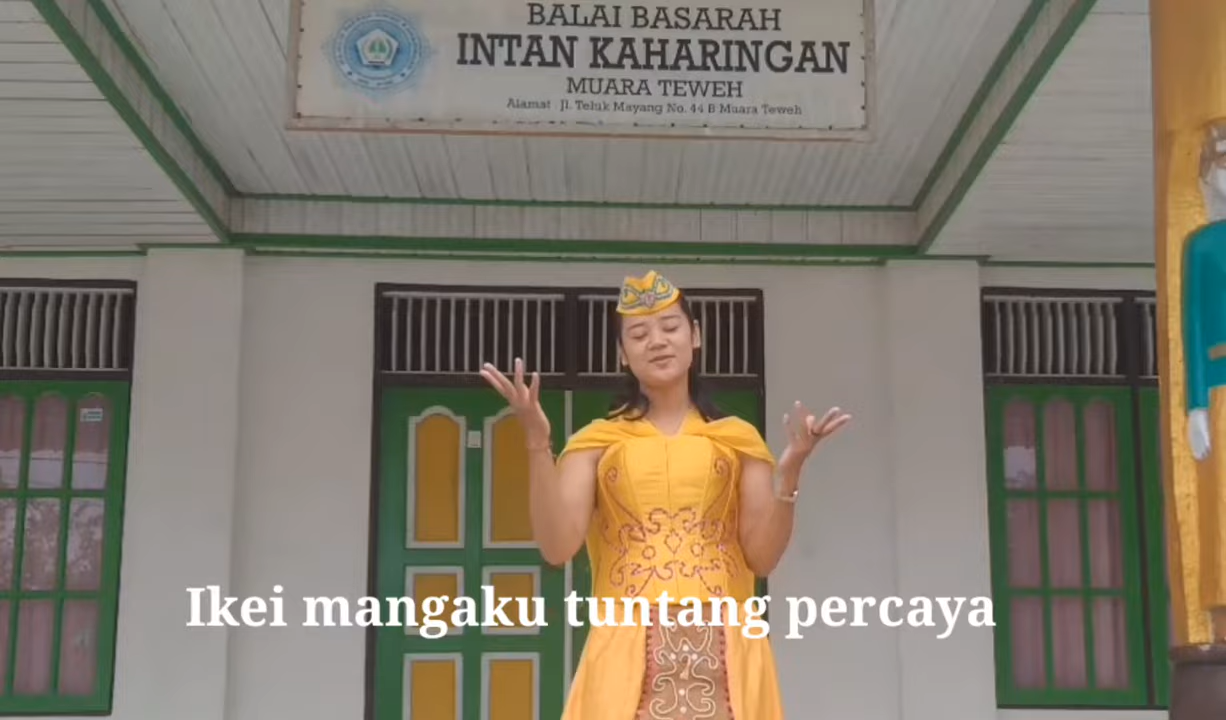 BALAI BASARAH
INTAN KAHARINGAN
MUARA TEWEH
Alamat : Jl. Teluk Mayang No. 44 B Muara Teweh
Ikei mangaku tuntang percaya